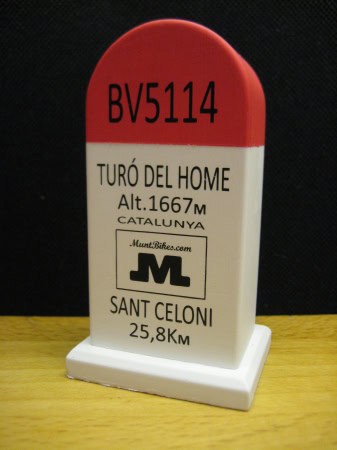 BV5114
TURÓ DEL HOME
Alt.1667M
CATALUNYA
MuntBikes.com
M
SANT CELONI
25,8KM